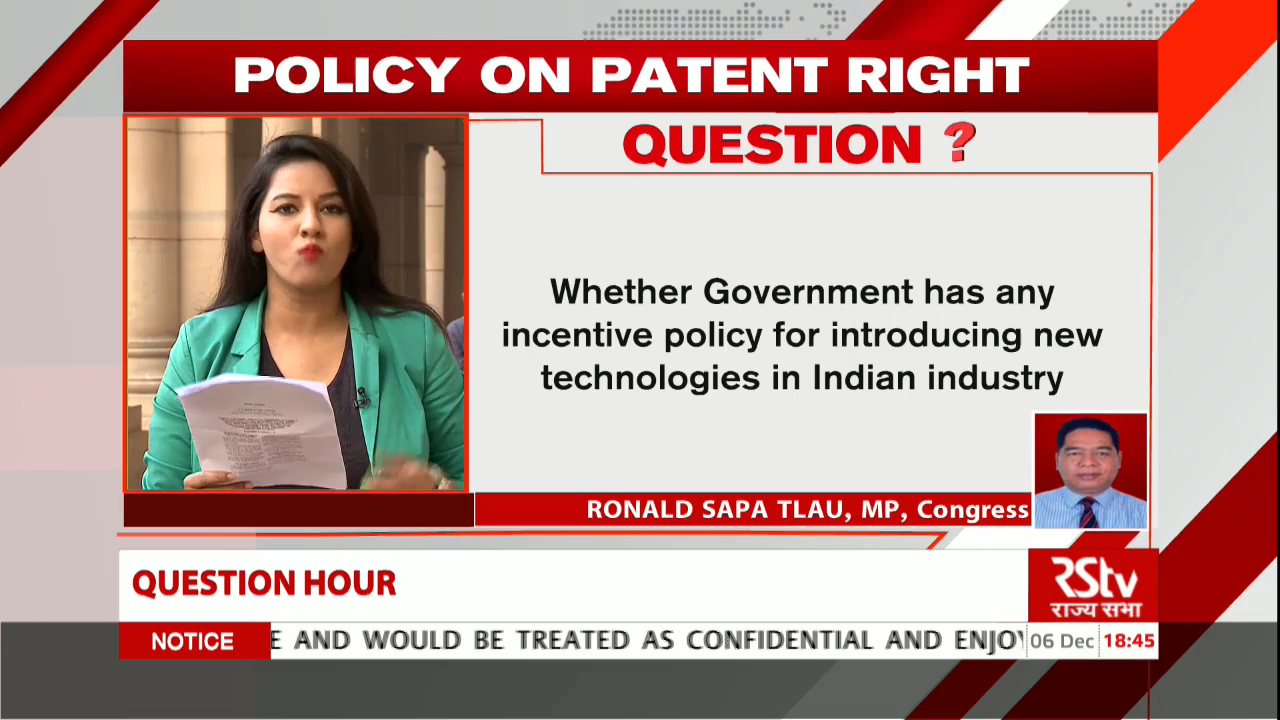 POLICY ON PATENT RIGHT
QUESTION ?
Whether Government has any
incentive policy for introducing new
technologies in Indian industry
RONALD SAPA TLAU, MP, Congress
QUESTION HOUR
RSTV
राज्य सभा
NOTICE
E AND WOULD BE TREATED AS CONFIDENTIAL AND ENJOY
06 Dec 18:45